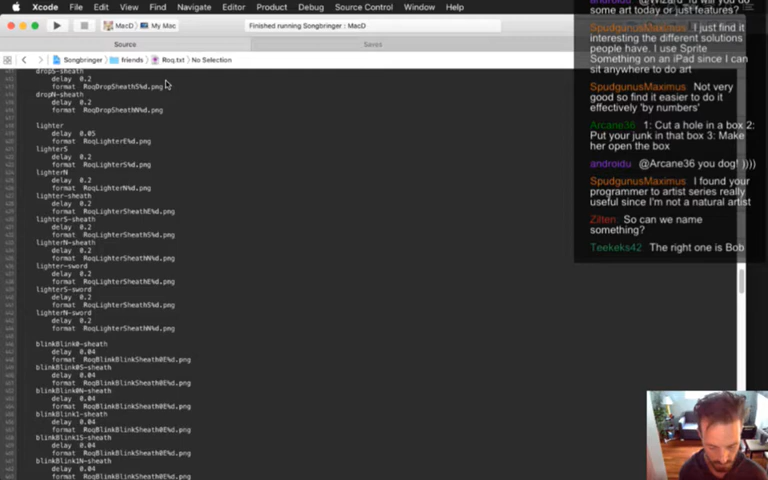 Xcode File Edit View Find Navigate Editor Product Debug Source Control Window Help
MacD My Mac
Finished running Songbringer : MacD
Source
Saved
Songbringer friends Roq.txt No Selection
dropS-sheath
delay 0.2
format RoqDropSheathS%d.png
dropN-sheath
delay 0.2
format RoqDropSheathN%d.png
lighter
delay 0.05
format RoqLighterE%d.png
lighterS
delay 0.2
format RoqLighterS%d.png
lighterN
delay 0.2
format RoqLighterN%d.png
lighter-sheath
delay 0.2
format RoqLighterSheathE%d.png
lighterS-sheath
delay 0.2
format RoqLighterSheathS%d.png
lighterN-sheath
delay 0.2
format RoqLighterSheathN%d.png
lighter-sword
delay 0.2
format RoqLighterSheathE%d.png
lighterS-sword
delay 0.2
format RoqLighterSheathS%d.png
lighterN-sword
delay 0.2
format RoqLighterSheathN%d.png
blinkBlink0-sheath
delay 0.04
format RoqBlinkBlinkSheath0E%d.png
blinkBlink0S-sheath
delay 0.04
format RoqBlinkBlinkSheath0E%d.png
blinkBlink0N-sheath
delay 0.04
format RoqBlinkBlinkSheath0E%d.png
blinkBlink1-sheath
delay 0.04
format RoqBlinkBlinkSheath0E%d.png
blinkBlink1S-sheath
delay 0.04
format RoqBlinkBlinkSheath0E%d.png
blinkBlink1N-sheath
delay 0.04
format RoqBlinkBlinkSheath0E%d.png
some art today or just features?
SpudgunusMaximus I just find it
interesting the different solutions
people have. I use Sprite
Something on an iPad since I can
sit anywhere to do art
SpudgunusMaximus Not very
good so find it easier to do it
effectively 'by numbers'
Arcane36 1: Cut a hole in a box 2:
Put your junk in that box 3: Make
her open the box
androidu @Arcane36 you dog! ))))
SpudgunusMaximus I found your
programmer to artist series really
useful since I'm not a natural artist
Zilten So can we name
something?
Teekeks42 The right one is Bob